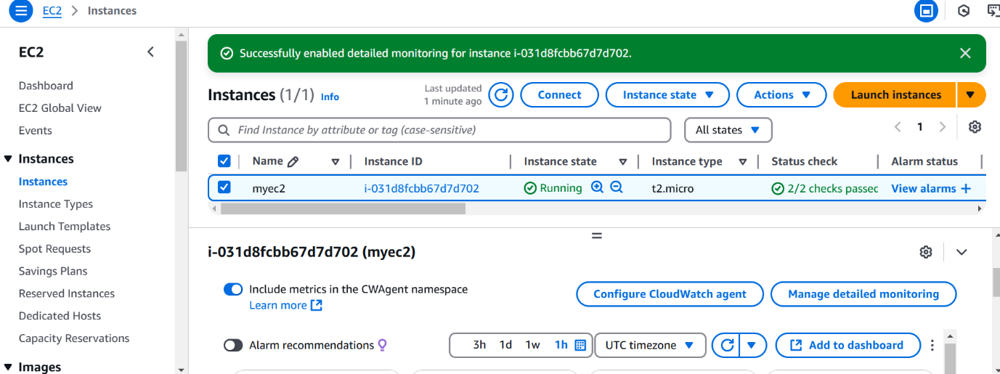 EC2 > Instances
EC2
Dashboard
EC2 Global View
Events
Instances
Instances
Instance Types
Launch Templates
Spot Requests
Savings Plans
Reserved Instances
Dedicated Hosts
Capacity Reservations
Images
Successfully enabled detailed monitoring for instance i-031d8fcbb67d7d702.
Instances (1/1) Info
Last updated
1 minute ago
Connect
Instance state
Actions
Launch instances
Find Instance by attribute or tag (case-sensitive)
All states
1
Name Instance ID Instance state Instance type Status check Alarm status
myec2 i-031d8fcbb67d7d702 Running t2.micro 2/2 checks passed View alarms +
i-031d8fcbb67d7d702 (myec2)
Include metrics in the CWAgent namespace
Learn more
Configure CloudWatch agent
Manage detailed monitoring
Alarm recommendations
3h 1d 1w 1h
UTC timezone
Add to dashboard